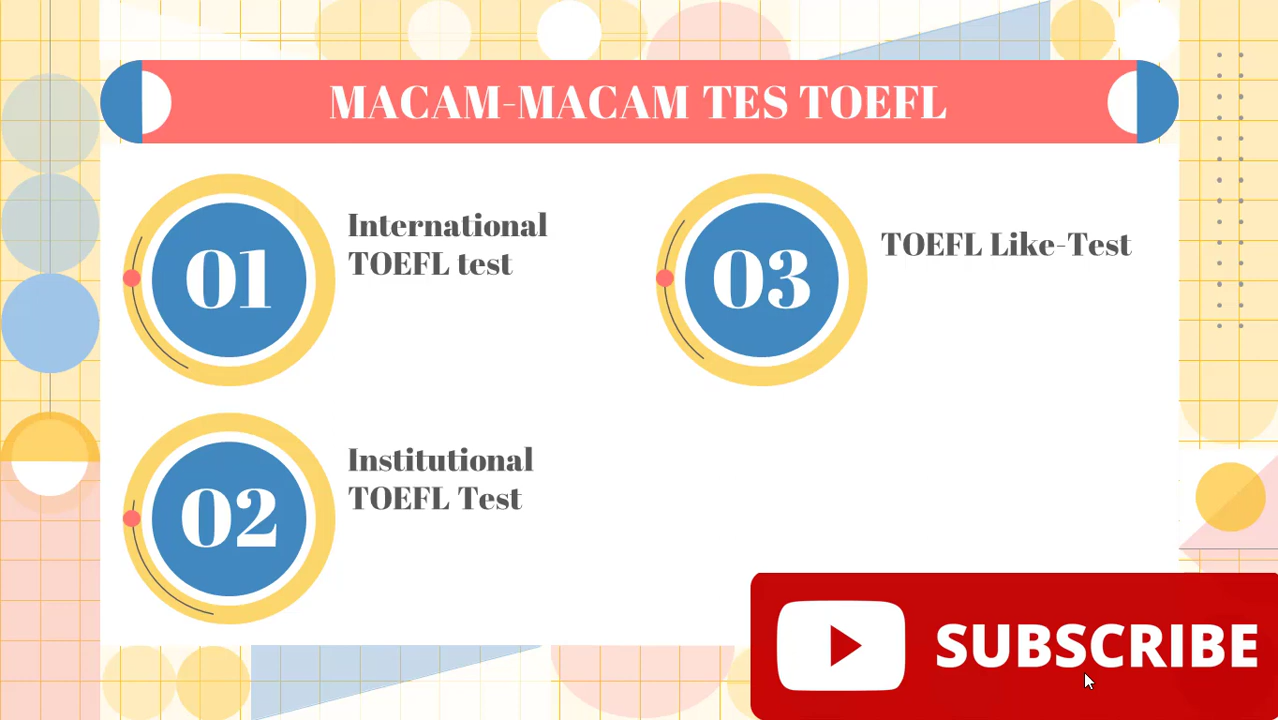 MACAM-MACAM TES TOEFL
01
International
TOEFL test
02
Institutional
TOEFL Test
03
TOEFL Like-Test
SUBSCRIBE